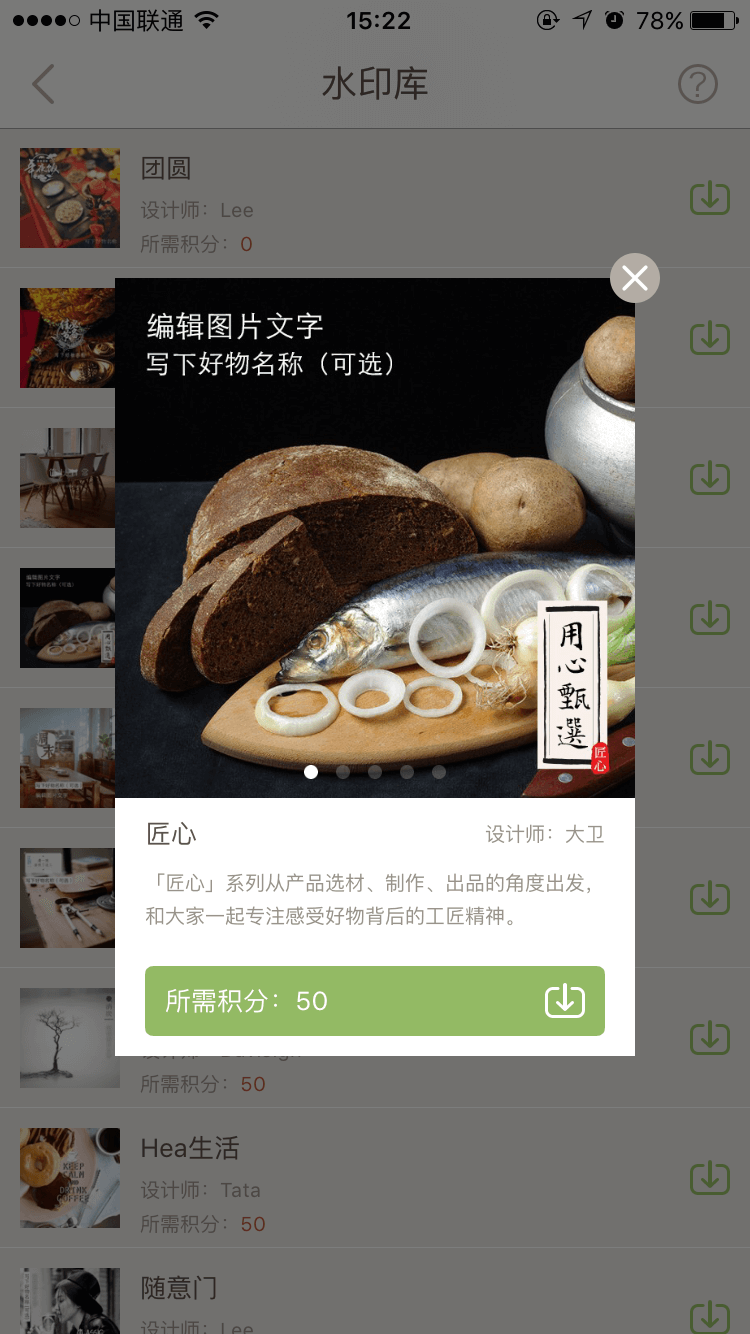 中国联通
15:22
78%
水印库
团圆
设计师：Lee
所需积分：0
编辑图片文字
写下好物名称（可选）
用心甄選
匠心
匠心
设计师：大卫
「匠心」系列从产品选材、制作、出品的角度出发，
和大家一起专注感受好物背后的工匠精神。
所需积分：50
所需积分：50
Hea生活
设计师：Tata
所需积分：50
KEEP
CALM
AND
DRINK
COFFEE
随意门
设计师：Lee